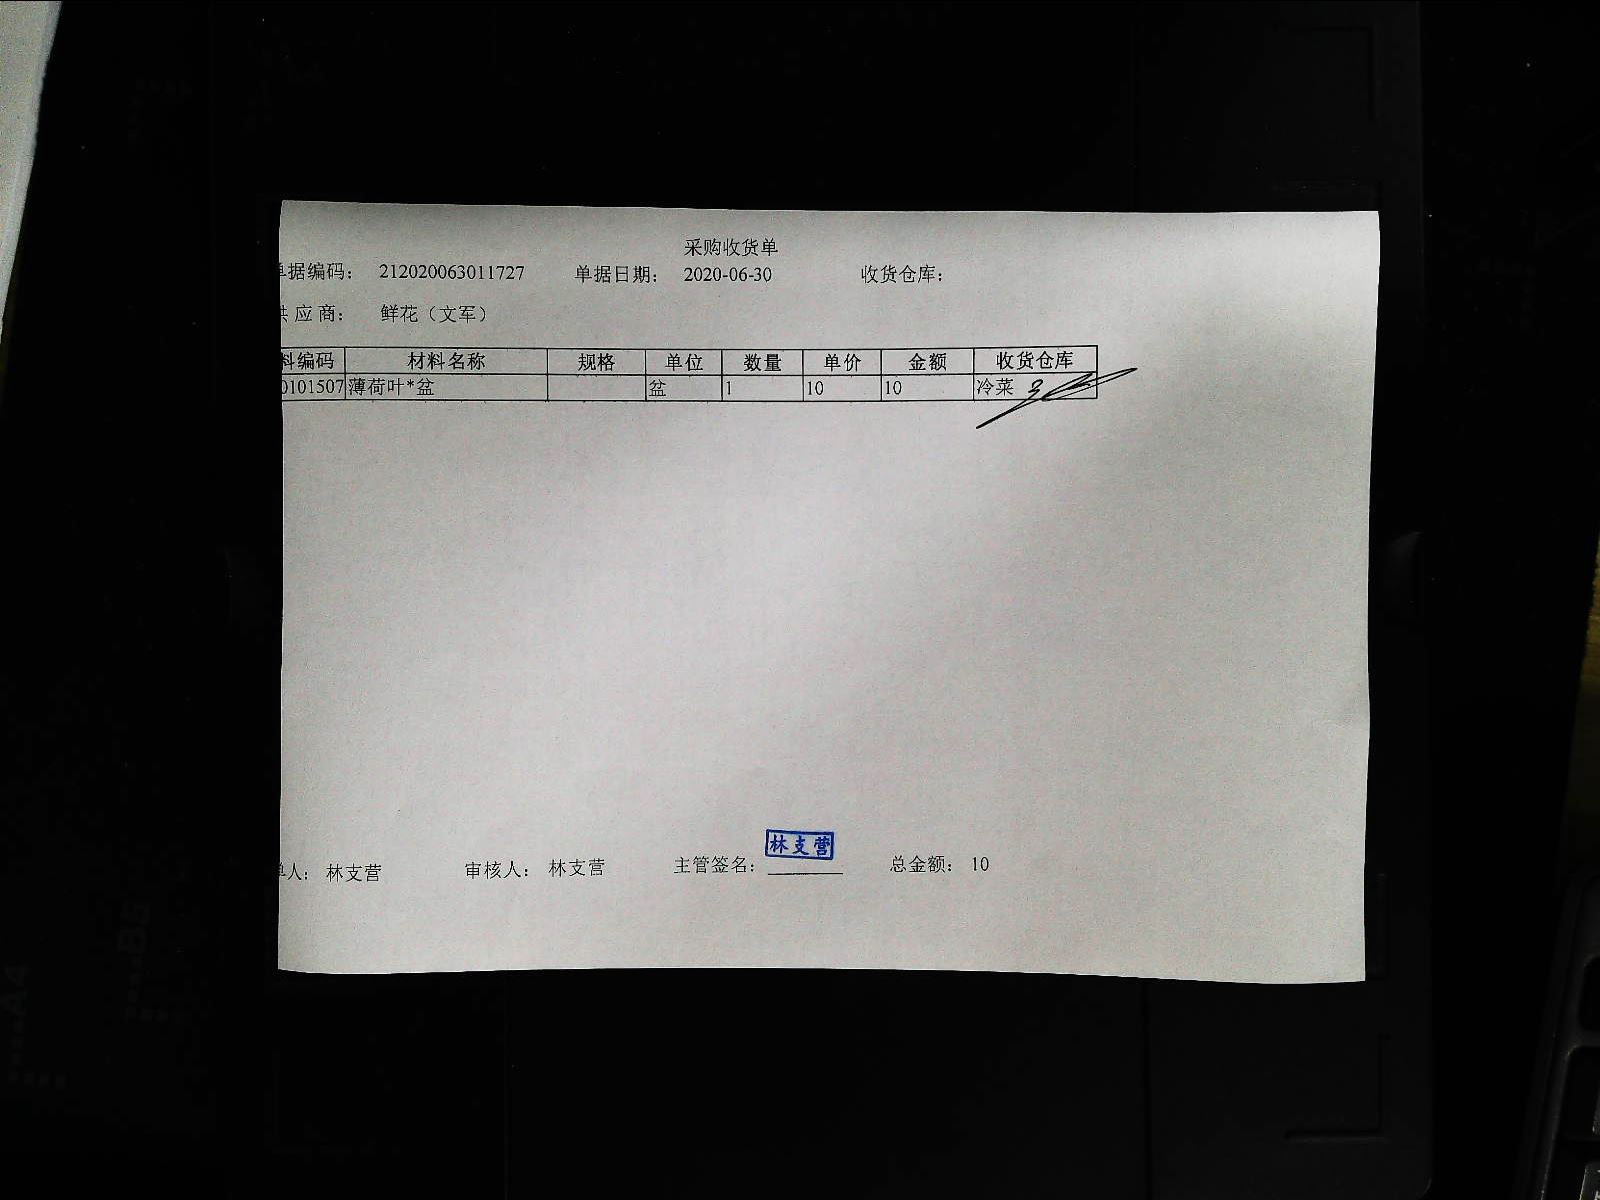 采购收货单
单据编码： 212020063011727 单据日期： 2020-06-30 收货仓库：
供应商： 鲜花（文军）
料编码 材料名称 规格 单位 数量 单价 金额 收货仓库
0101507 薄荷叶*盆 盆 1 10 10 冷菜
林支营
单人： 林支营 审核人： 林支营 主管签名： 总金额： 10